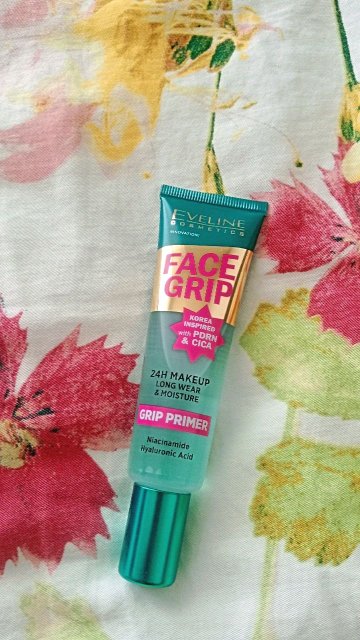 EVELINE
COSMETICS
INNOVATION!
FACE
GRIP
KOREA
INSPIRED
with PDRN
& CICA
24H MAKEUP
LONG WEAR
& MOISTURE
GRIP PRIMER
Niacinamide
Hyaluronic Acid